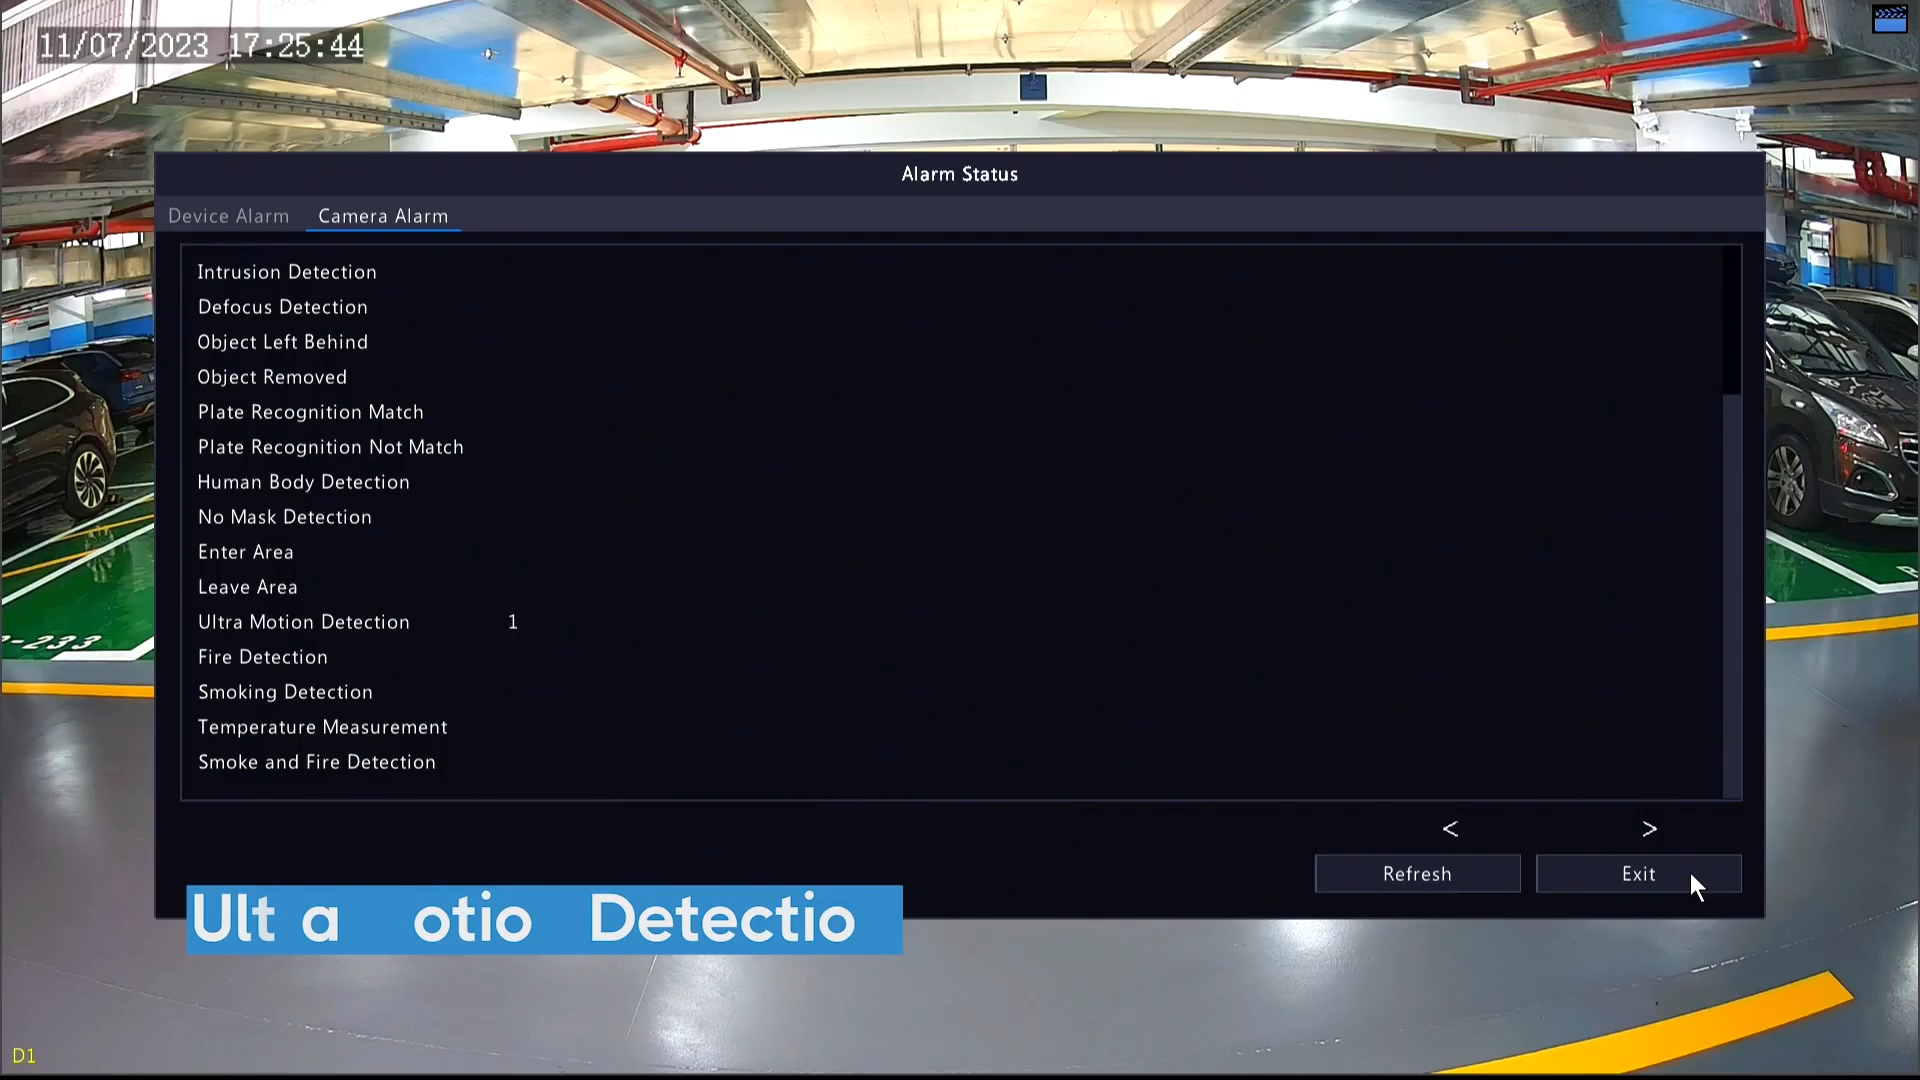 11/07/2023 17:25:44
Alarm Status
Device Alarm Camera Alarm
Intrusion Detection
Defocus Detection
Object Left Behind
Object Removed
Plate Recognition Match
Plate Recognition Not Match
Human Body Detection
No Mask Detection
Enter Area
Leave Area
Ultra Motion Detection 1
Fire Detection
Smoking Detection
Temperature Measurement
Smoke and Fire Detection
< >
Refresh Exit
Ult a otio Detectio
D1